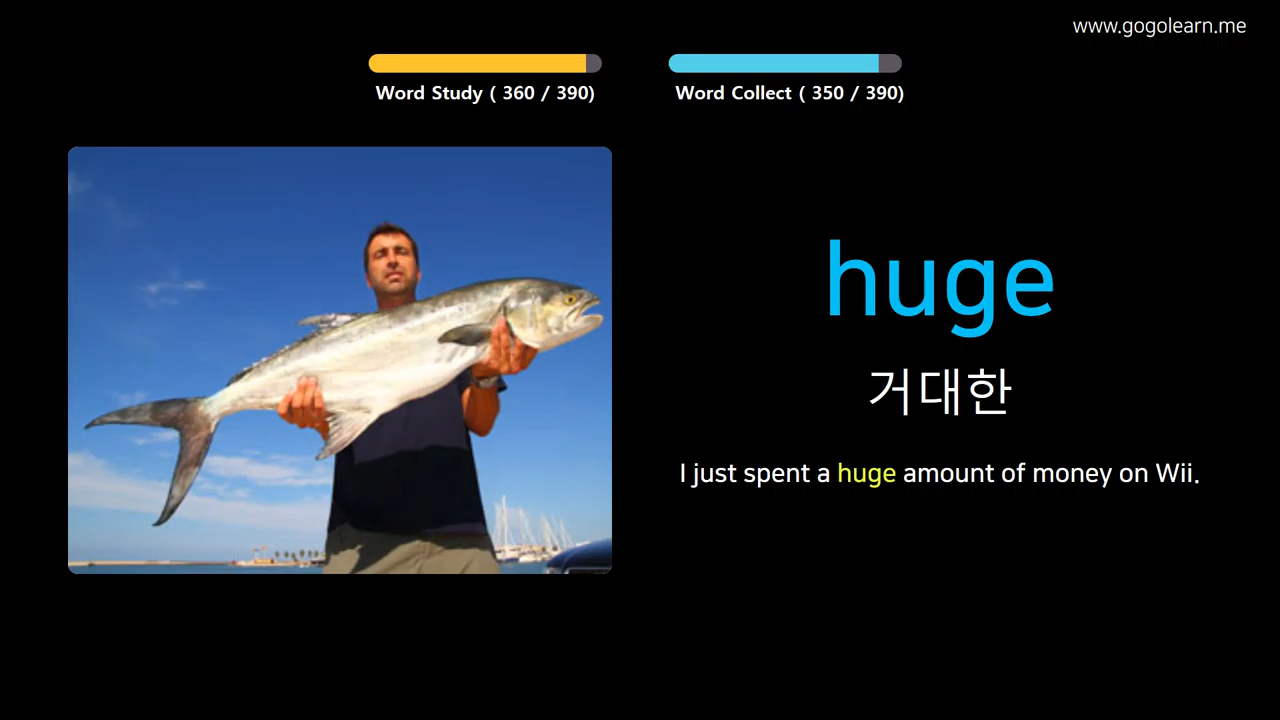 www.gogolearn.me
Word Study ( 360 / 390)
Word Collect ( 350 / 390)
huge
거대한
I just spent a huge amount of money on Wii.